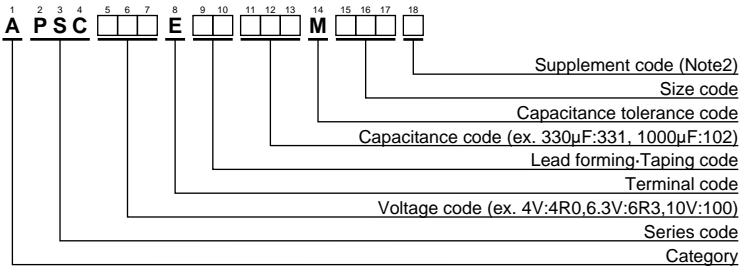 1 2 3 4 5 6 7 8 9 10 11 12 13 14 15 16 17 18
A P S C □□□ E □□ □□□ M □□□ □
Supplement code (Note2)
Size code
Capacitance tolerance code
Capacitance code (ex. 330µF:331, 1000µF:102)
Lead forming·Taping code
Terminal code
Voltage code (ex. 4V:4R0,6.3V:6R3,10V:100)
Series code
Category